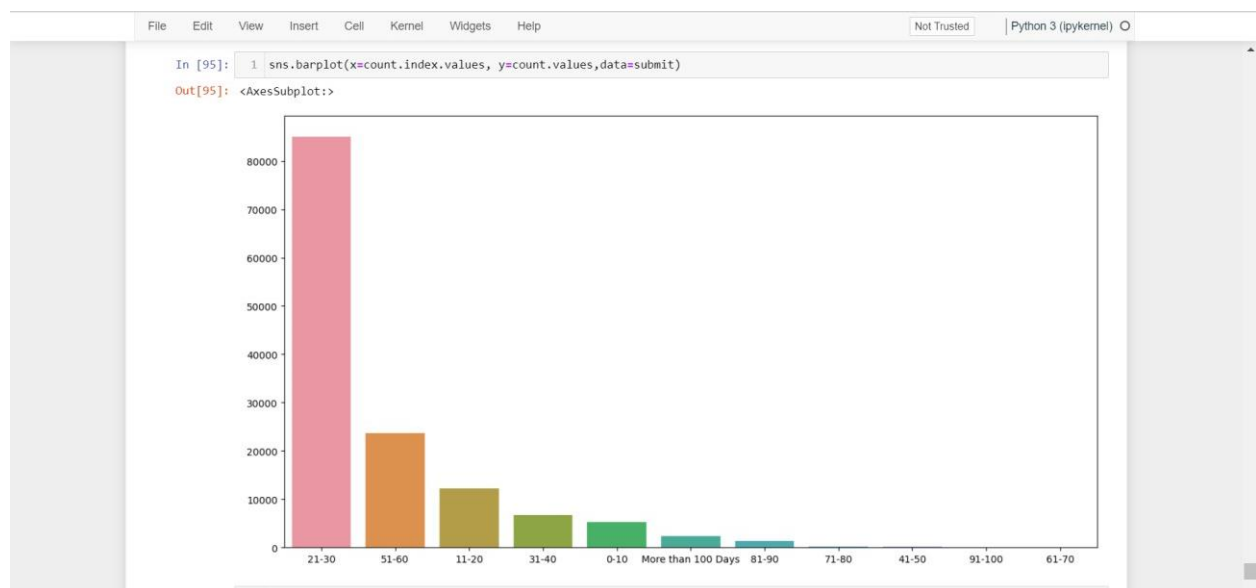 File Edit View Insert Cell Kernel Widgets Help Not Trusted Python 3 (ipykernel)
In [95]: 1 sns.barplot(x=count.index.values, y=count.values,data=submit)
Out[95]: <AxesSubplot:>
80000
70000
60000
50000
40000
30000
20000
10000
0
21-30 51-60 11-20 31-40 0-10 More than 100 Days 81-90 71-80 41-50 91-100 61-70